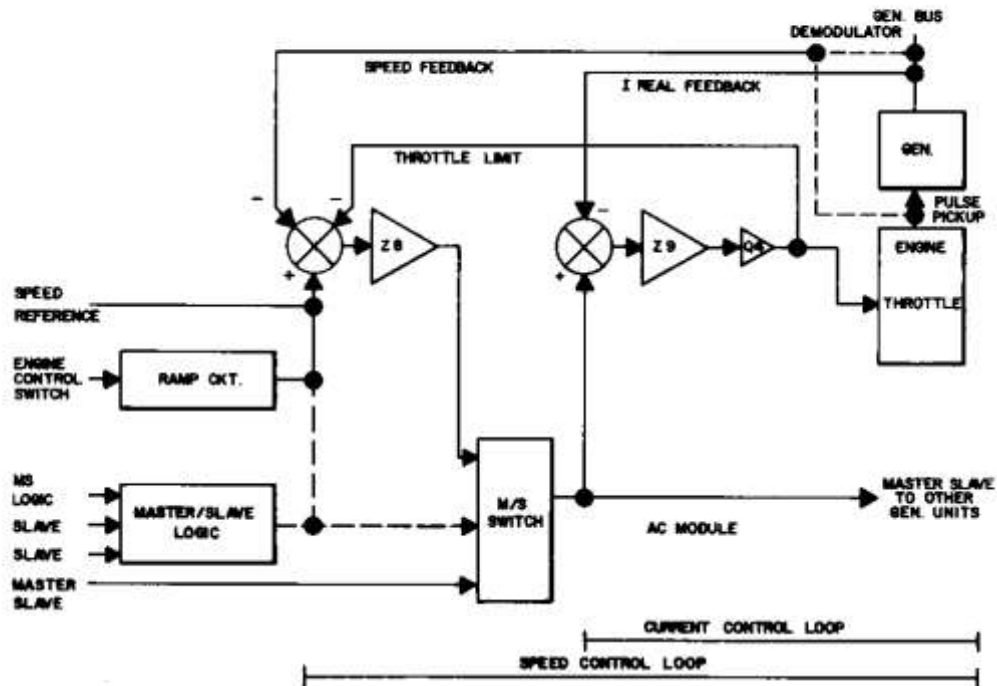 GEN. BUS
DEMODULATOR
SPEED FEEDBACK
I REAL FEEDBACK
GEN.
THROTTLE LIMIT
-
-
-
PULSE
PICKUP
Z8
Z9
Q4
ENGINE
+
+
SPEED
REFERENCE
THROTTLE
ENGINE
CONTROL
SWITCH
RAMP CKT.
MS
LOGIC
SLAVE
SLAVE
MASTER/SLAVE
LOGIC
M/S
SWITCH
MASTER SLAVE
TO OTHER
GEN. UNITS
AC MODULE
MASTER
SLAVE
CURRENT CONTROL LOOP
SPEED CONTROL LOOP